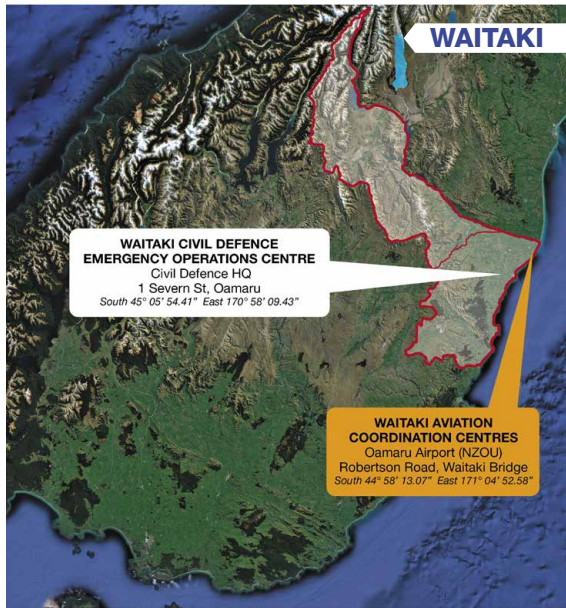 WAITAKI
WAITAKI CIVIL DEFENCE
EMERGENCY OPERATIONS CENTRE
Civil Defence HQ
1 Severn St, Oamaru
South 45° 05’ 54.41” East 170° 58’ 09.43”
WAITAKI AVIATION
COORDINATION CENTRES
Oamaru Airport (NZOU)
Robertson Road, Waitaki Bridge
South 44° 58’ 13.07” East 171° 04’ 52.58”